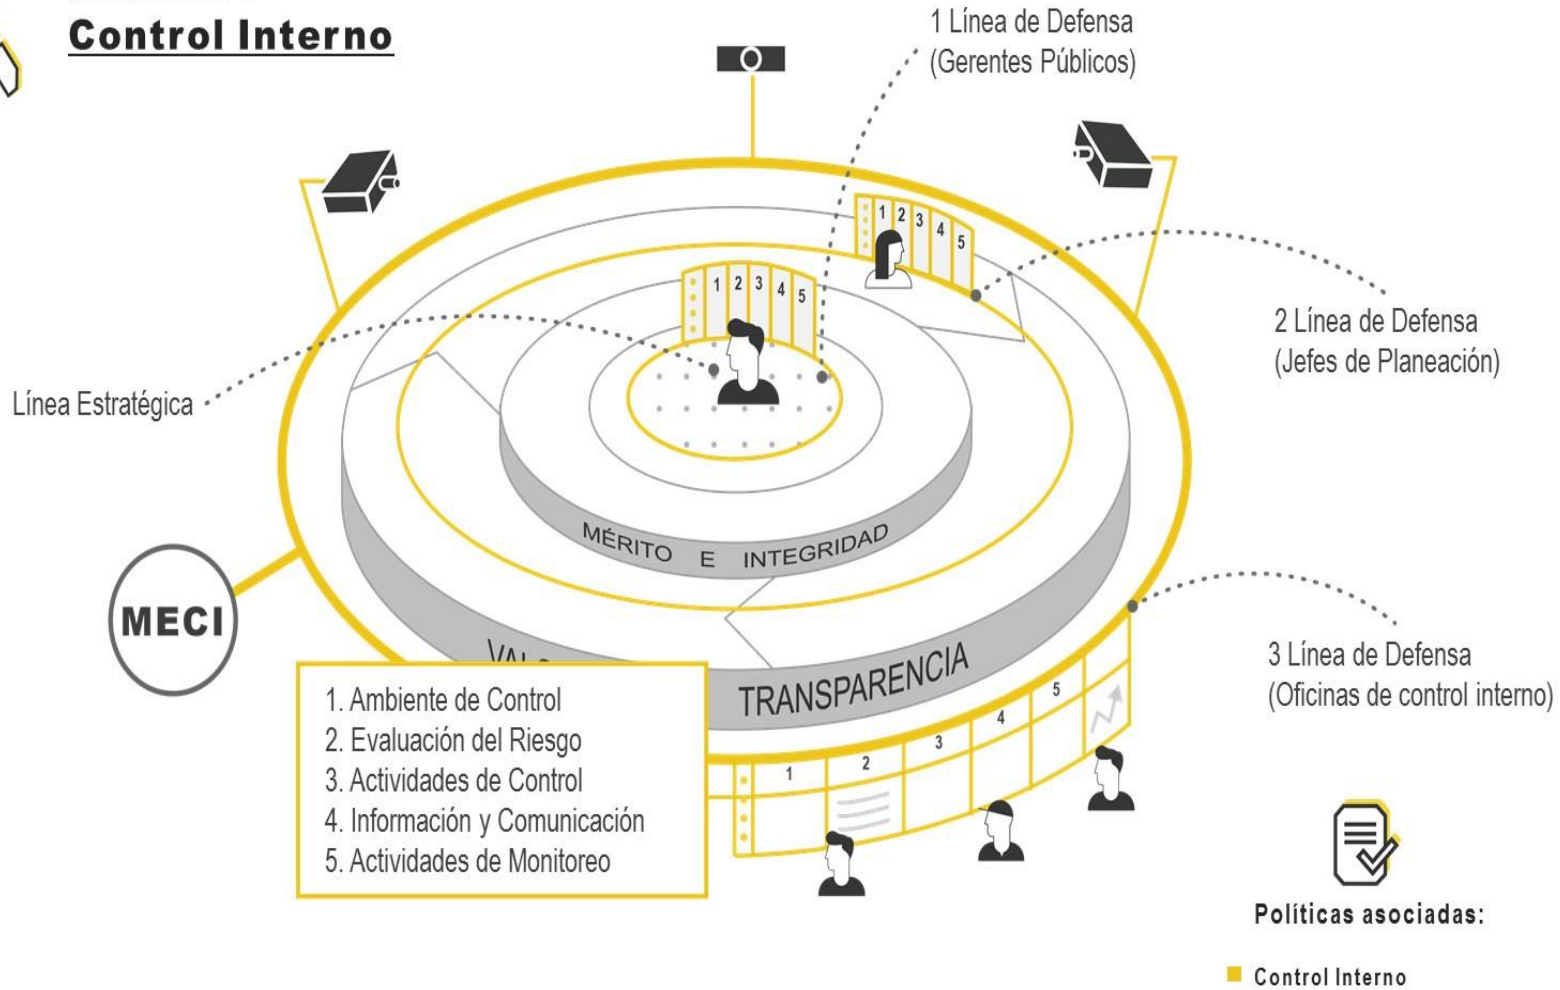 Control Interno
1 Línea de Defensa
(Gerentes Públicos)
1 2 3 4 5
1 2 3 4 5
2 Línea de Defensa
(Jefes de Planeación)
Línea Estratégica
MÉRITO E INTEGRIDAD
MECI
TRANSPARENCIA
3 Línea de Defensa
(Oficinas de control interno)
1. Ambiente de Control
2. Evaluación del Riesgo
3. Actividades de Control
4. Información y Comunicación
5. Actividades de Monitoreo
1 2 3 4 5
Políticas asociadas:
Control Interno